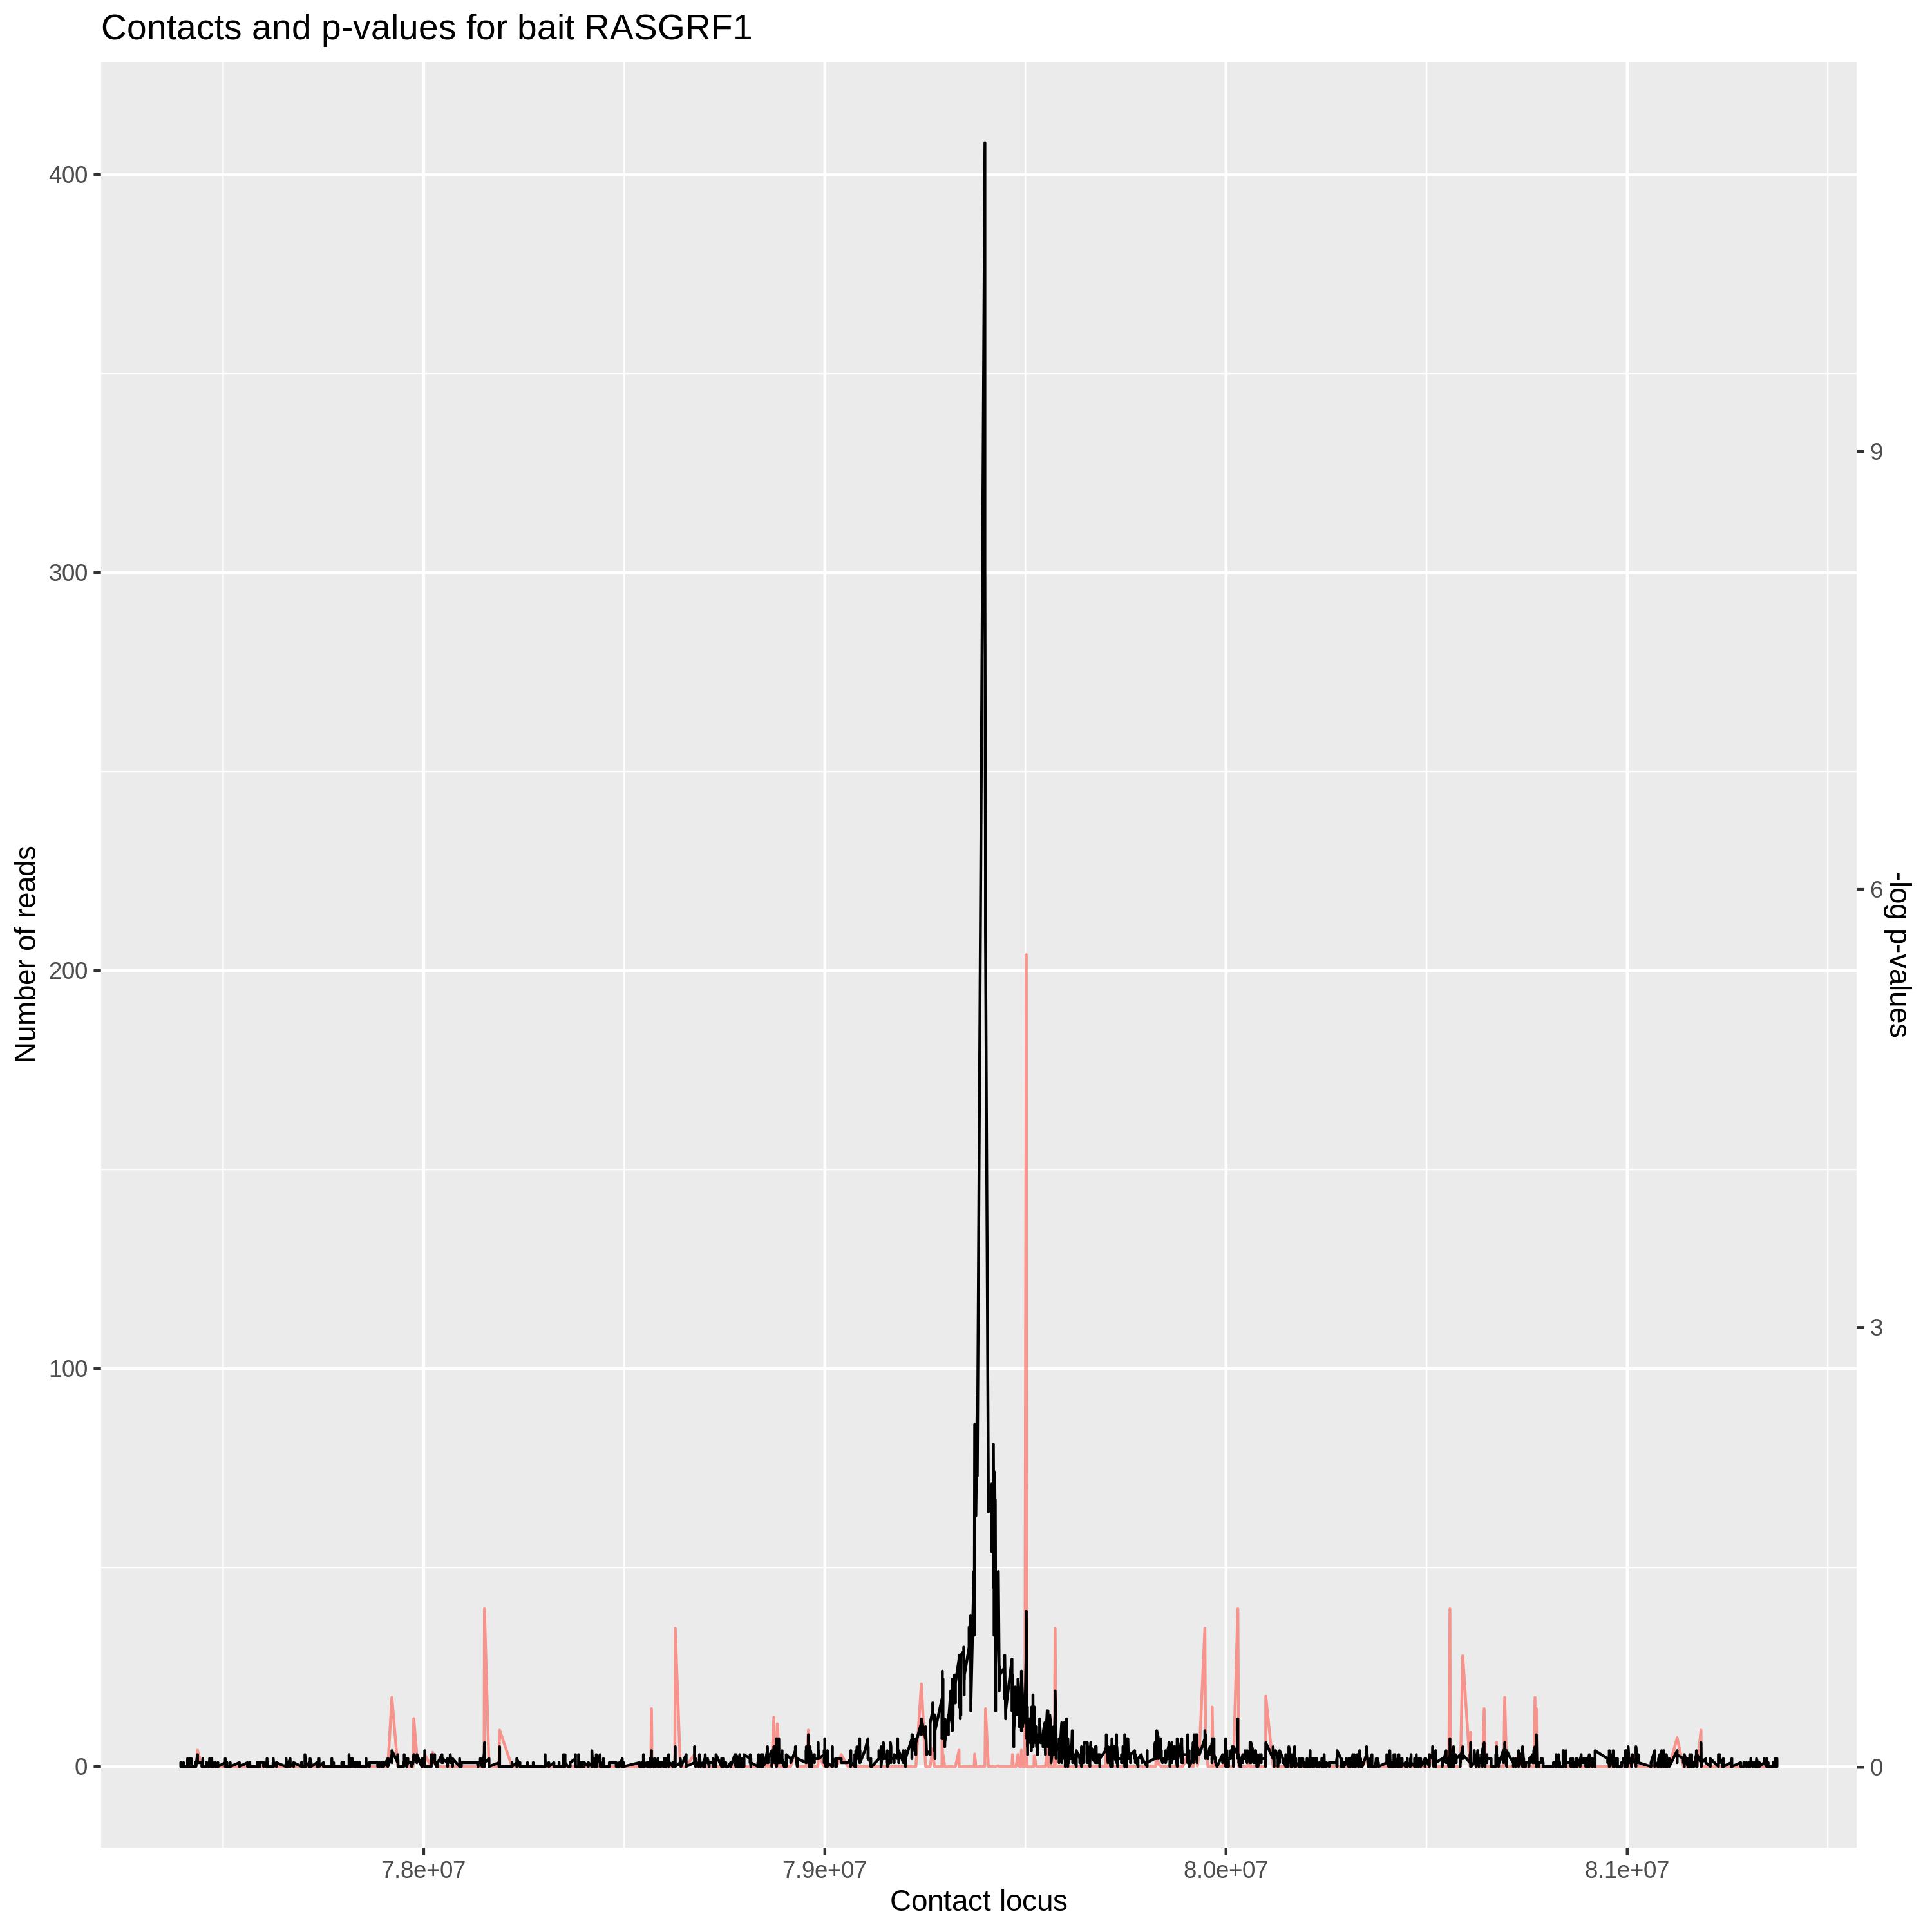 Contacts and p-values for bait RASGRF1
400
300
200
100
0
Number of reads
9
6
3
0
-log p-values
7.8e+07
7.9e+07
8.0e+07
8.1e+07
Contact locus